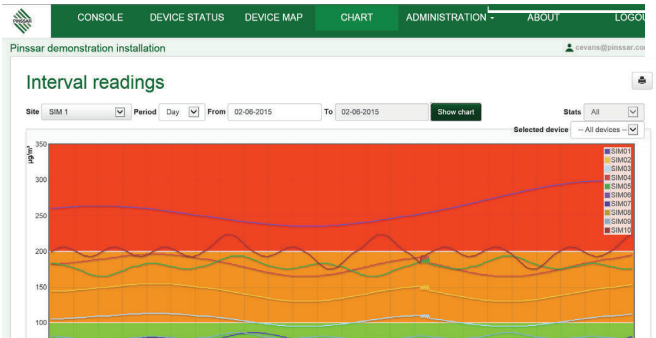 PINSSAR
CONSOLE DEVICE STATUS DEVICE MAP CHART ADMINISTRATION ABOUT LOGOU
Pinssar demonstration installation cevans@pinssar.co
Interval readings
Site SIM 1 Period Day From 02-06-2015 To 02-06-2015 Show chart Stats All
Selected device -- All devices --
µg/m³
350
300
250
200
150
100
SIM01
SIM02
SIM03
SIM04
SIM05
SIM06
SIM07
SIM08
SIM09
SIM10